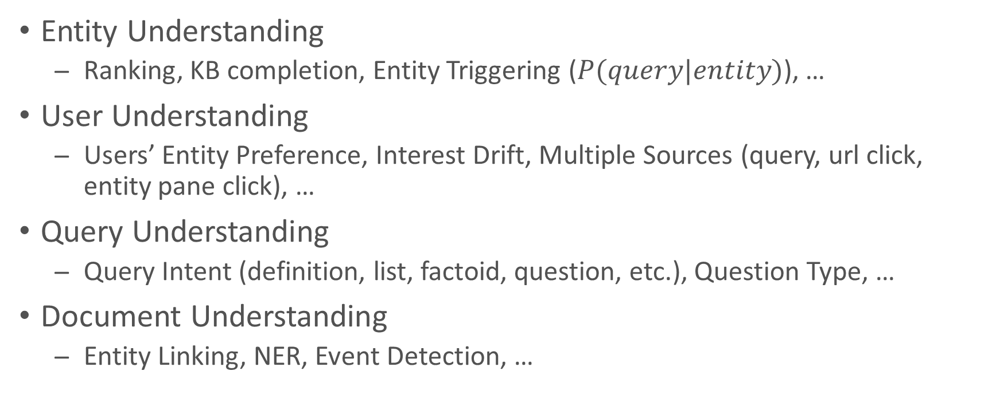 • Entity Understanding
– Ranking, KB completion, Entity Triggering (P(query|entity)), …
• User Understanding
– Users’ Entity Preference, Interest Drift, Multiple Sources (query, url click,
entity pane click), …
• Query Understanding
– Query Intent (definition, list, factoid, question, etc.), Question Type, …
• Document Understanding
– Entity Linking, NER, Event Detection, …